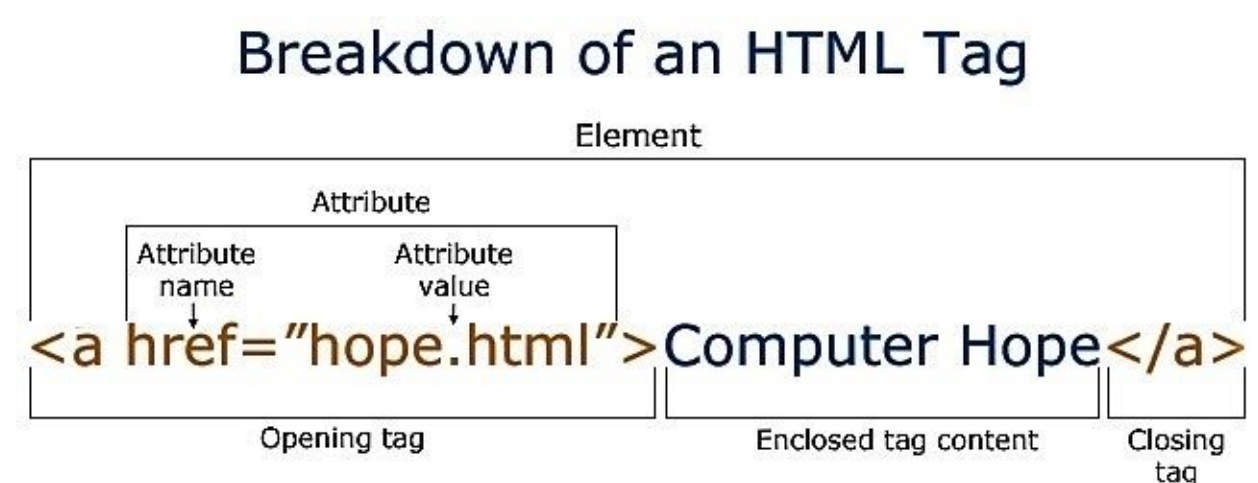 Breakdown of an HTML Tag
Element
Attribute
Attribute name
Attribute value
<a href=”hope.html”>Computer Hope</a>
Opening tag
Enclosed tag content
Closing tag